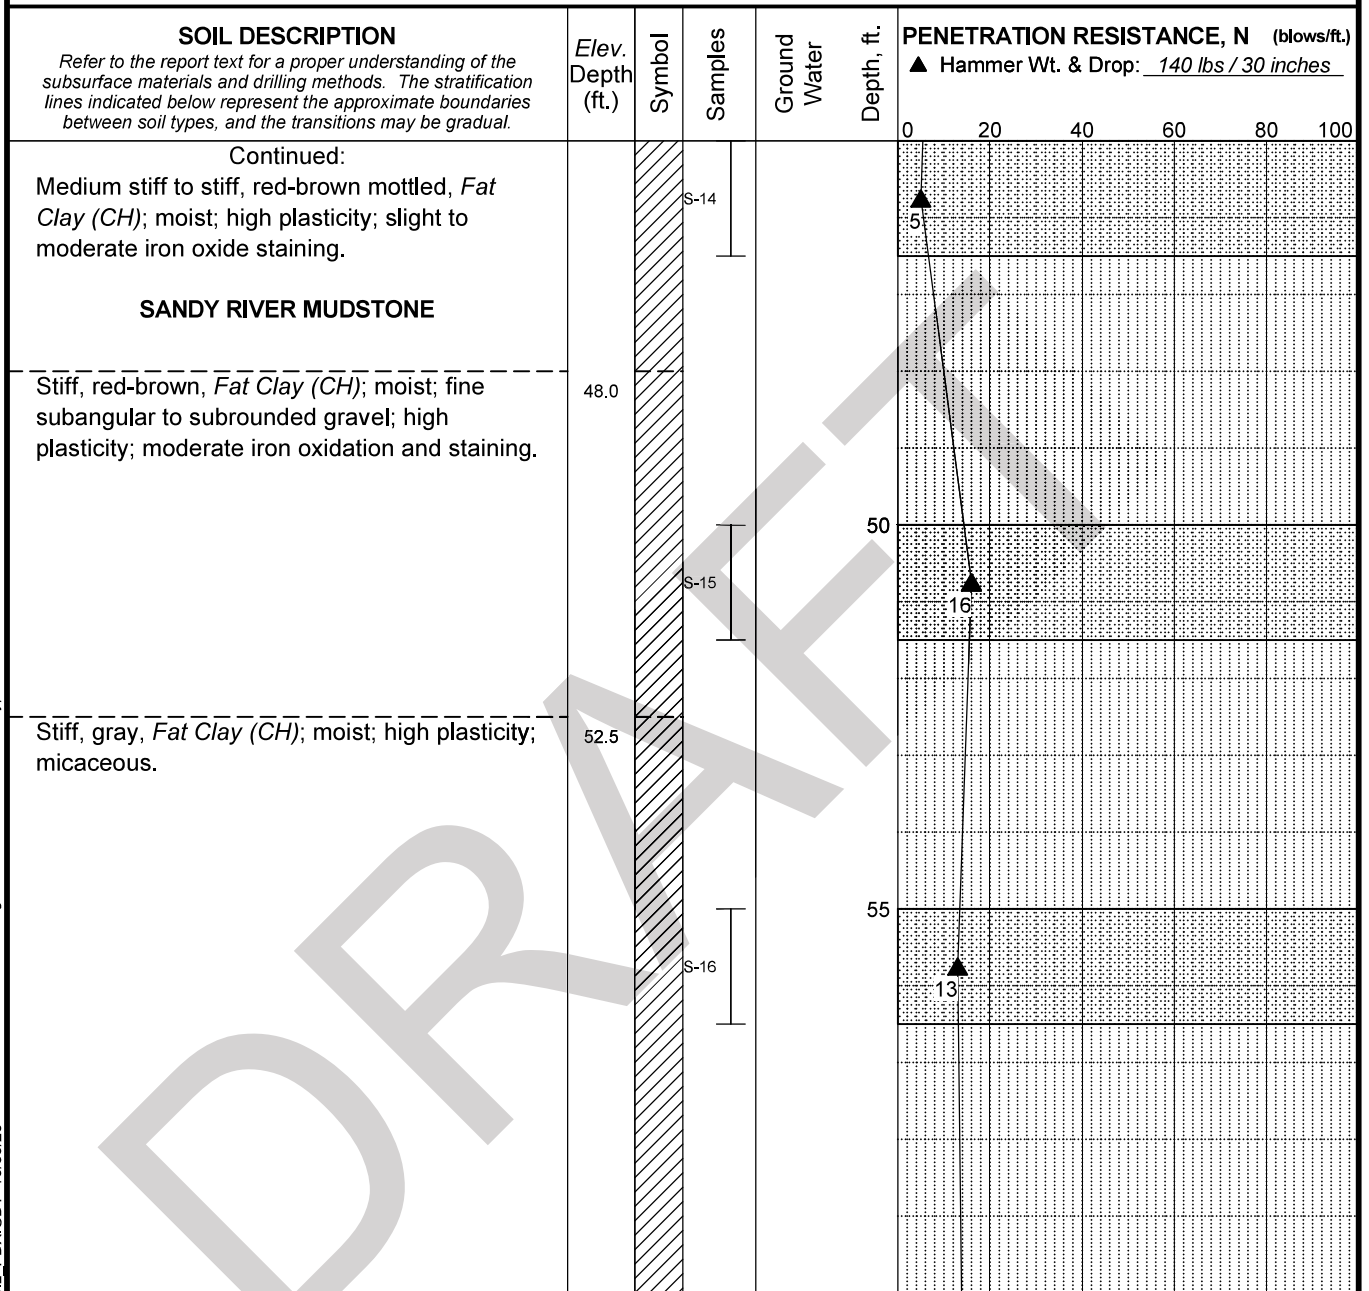 SOIL DESCRIPTION
Refer to the report text for a proper understanding of the
subsurface materials and drilling methods. The stratification
lines indicated below represent the approximate boundaries
between soil types, and the transitions may be gradual.
Elev.
Depth
(ft.)
Symbol
Samples
Ground
Water
Depth, ft.
PENETRATION RESISTANCE, N (blows/ft.)
▲ Hammer Wt. & Drop: 140 lbs / 30 inches
0 20 40 60 80 100
Continued:
Medium stiff to stiff, red-brown mottled, Fat
Clay (CH); moist; high plasticity; slight to
moderate iron oxide staining.
S-14
5
SANDY RIVER MUDSTONE
Stiff, red-brown, Fat Clay (CH); moist; fine
subangular to subrounded gravel; high
plasticity; moderate iron oxidation and staining.
48.0
50
S-15
16
Stiff, gray, Fat Clay (CH); moist; high plasticity;
micaceous.
52.5
55
S-16
13
DRAFT